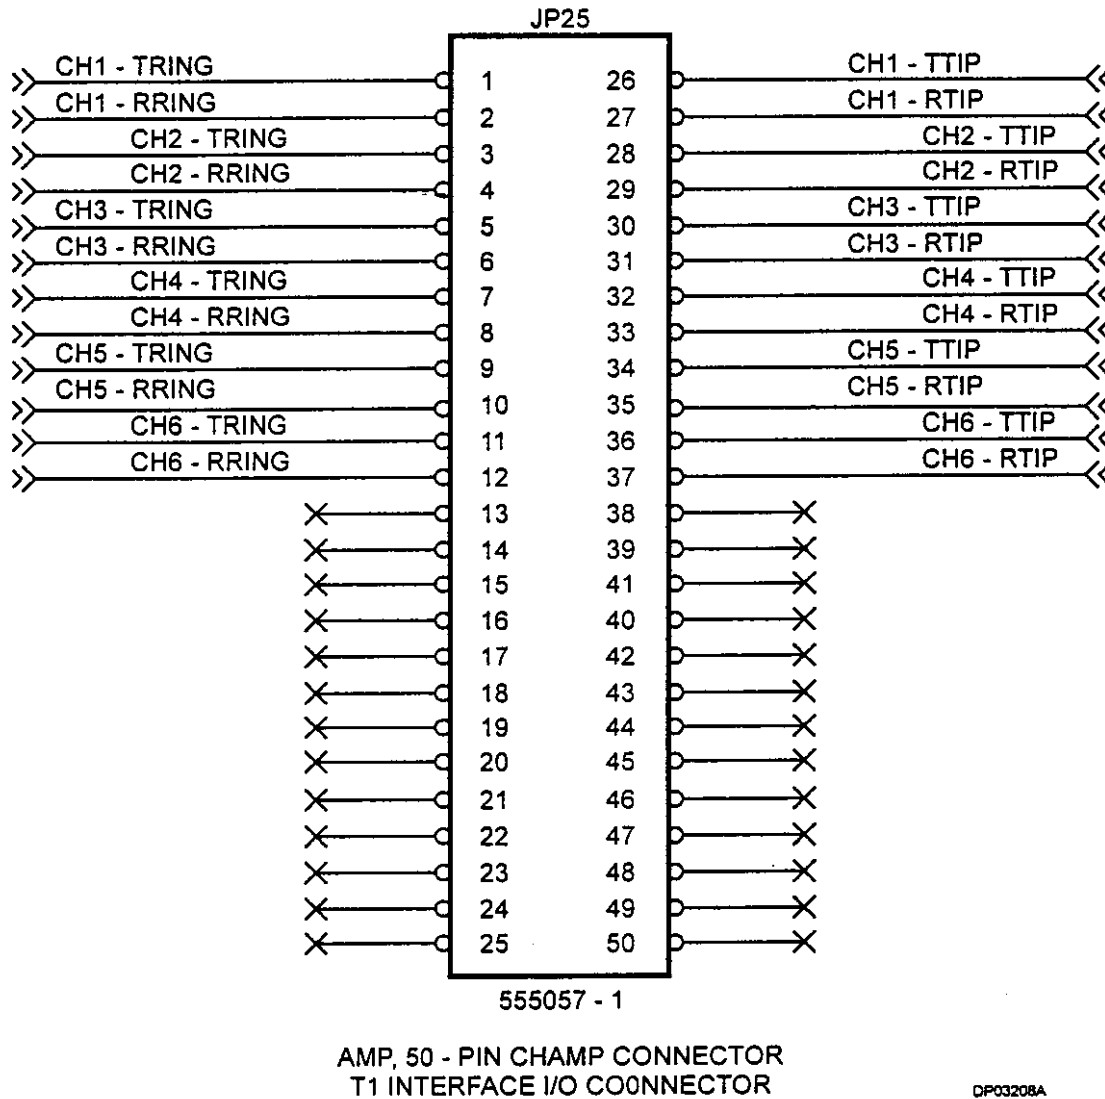 JP25
CH1 - TRING 1 26 CH1 - TTIP
CH1 - RRING 2 27 CH1 - RTIP
CH2 - TRING 3 28 CH2 - TTIP
CH2 - RRING 4 29 CH2 - RTIP
CH3 - TRING 5 30 CH3 - TTIP
CH3 - RRING 6 31 CH3 - RTIP
CH4 - TRING 7 32 CH4 - TTIP
CH4 - RRING 8 33 CH4 - RTIP
CH5 - TRING 9 34 CH5 - TTIP
CH5 - RRING 10 35 CH5 - RTIP
CH6 - TRING 11 36 CH6 - TTIP
CH6 - RRING 12 37 CH6 - RTIP
13 38
14 39
15 41
16 40
17 42
18 43
19 44
20 45
21 46
22 47
23 48
24 49
25 50
555057 - 1
AMP, 50 - PIN CHAMP CONNECTOR
T1 INTERFACE I/O COONNECTOR
DP03208A